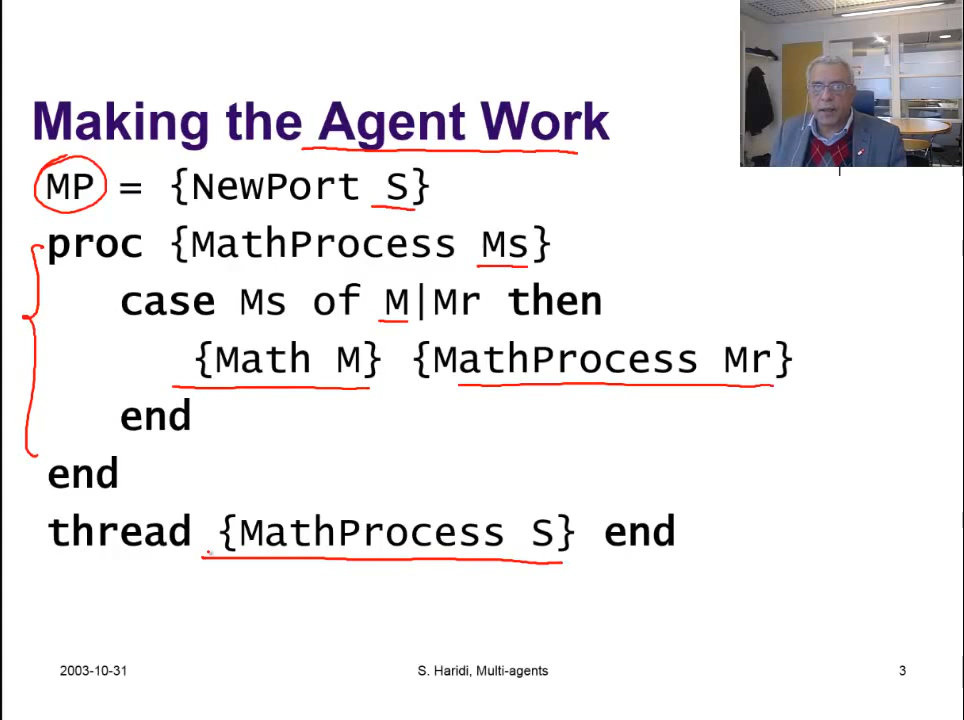 Making the Agent Work
MP = {NewPort S}
proc {MathProcess Ms}
case Ms of M|Mr then
{Math M} {MathProcess Mr}
end
end
thread {MathProcess S} end
2003-10-31
S. Haridi, Multi-agents
3